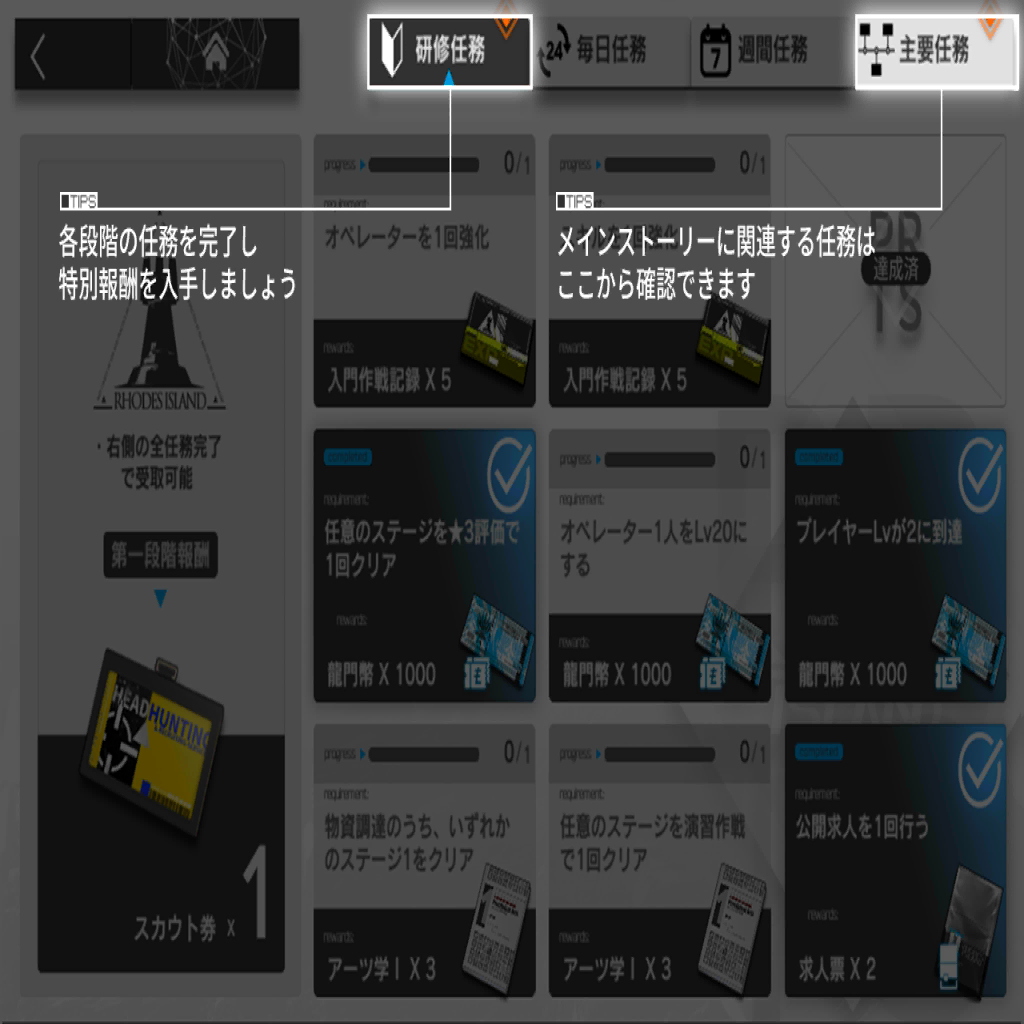 研修任務
24 毎日任務
7 週間任務
主要任務
TIPS
各段階の任務を完了し
特別報酬を入手しましょう
TIPS
メインストーリーに関連する任務は
ここから確認できます
RHODES ISLAND
・右側の全任務完了
で受取可能
第一段階報酬
HEADHUNTING
スカウト券 x 1
progress 0/1
requirement:
オペレーターを1回強化
rewards:
入門作戦記録 X 5
progress 0/1
rewards:
入門作戦記録 X 5
達成済
completed
requirement:
任意のステージを★3評価で
1回クリア
rewards:
龍門幣 X 1000
progress 0/1
requirement:
オペレーター1人をLv20に
する
rewards:
龍門幣 X 1000
completed
requirement:
プレイヤーLvが2に到達
rewards:
龍門幣 X 1000
progress 0/1
requirement:
物資調達のうち、いずれか
のステージ1をクリア
rewards:
アーツ学Ⅰ X 3
progress 0/1
requirement:
任意のステージを演習作戦
で1回クリア
rewards:
アーツ学Ⅰ X 3
completed
requirement:
公開求人を1回行う
rewards:
求人票 X 2